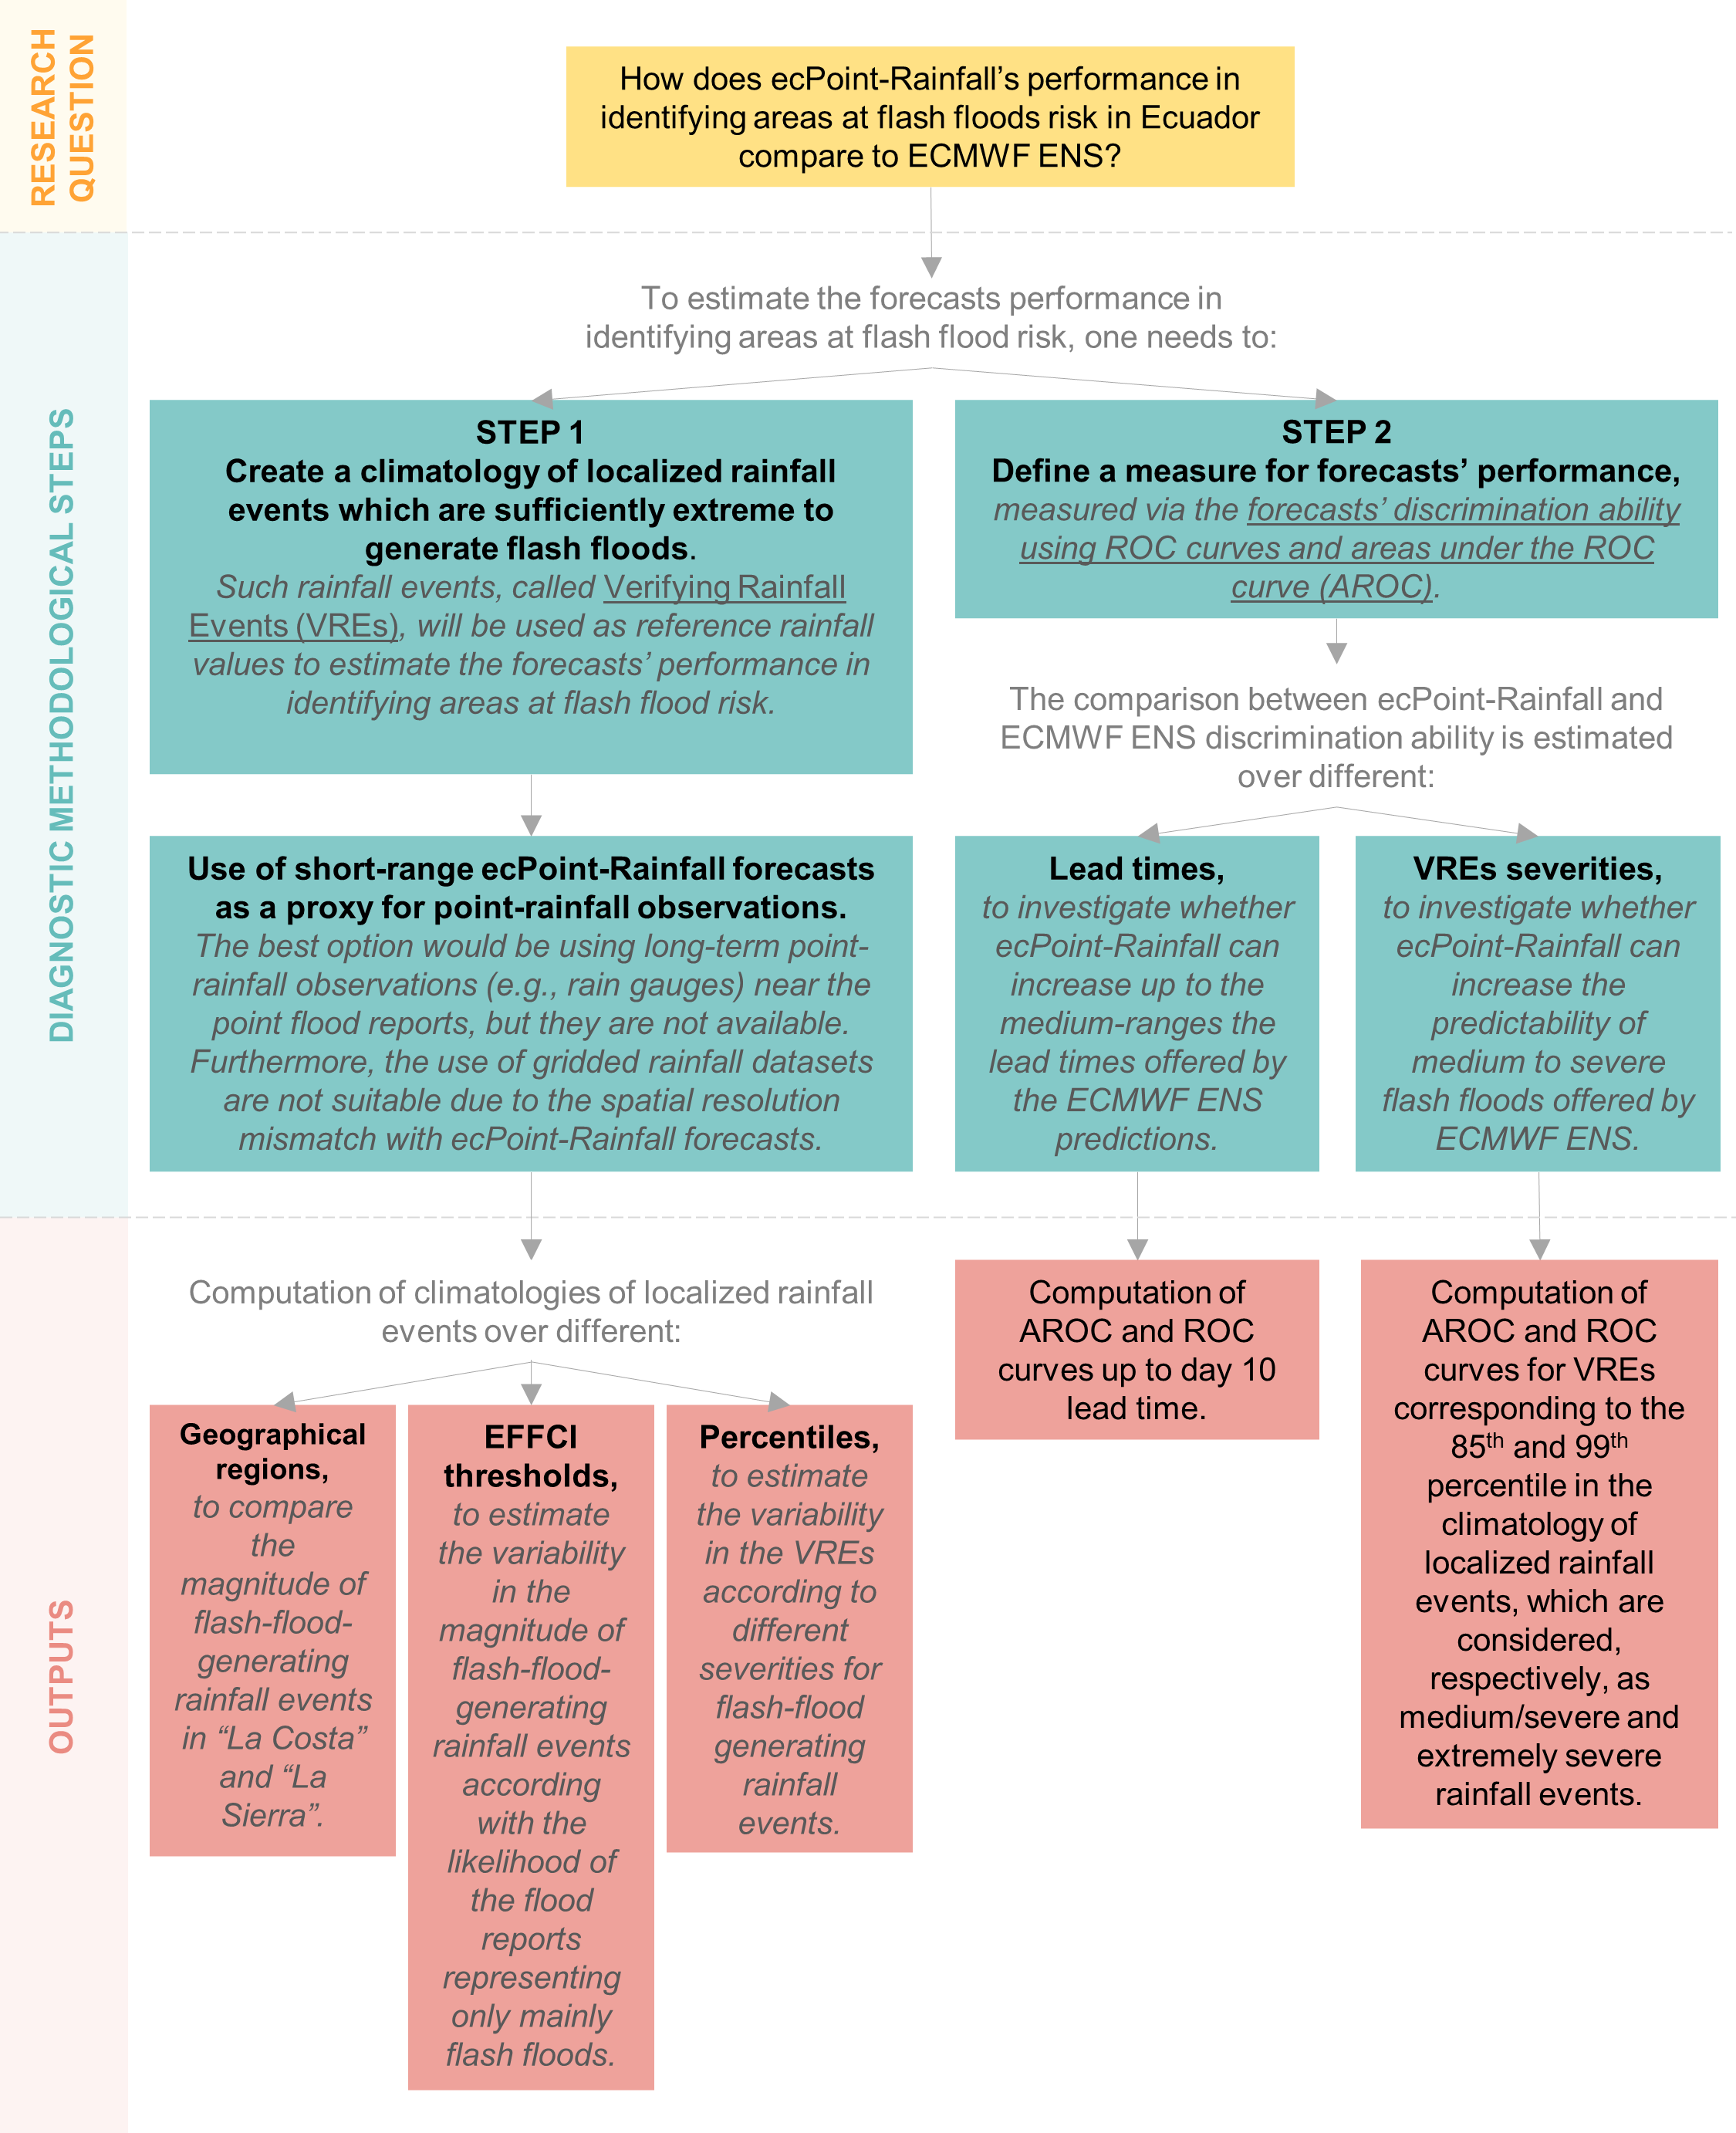 RESEARCH
QUESTION
How does ecPoint-Rainfall’s performance in
identifying areas at flash floods risk in Ecuador
compare to ECMWF ENS?
DIAGNOSTIC METHODOLOGICAL STEPS
To estimate the forecasts performance in
identifying areas at flash flood risk, one needs to:
STEP 1
Create a climatology of localized rainfall
events which are sufficiently extreme to
generate flash floods.
Such rainfall events, called Verifying Rainfall
Events (VREs), will be used as reference rainfall
values to estimate the forecasts’ performance in
identifying areas at flash flood risk.
Use of short-range ecPoint-Rainfall forecasts
as a proxy for point-rainfall observations.
The best option would be using long-term point-
rainfall observations (e.g., rain gauges) near the
point flood reports, but they are not available.
Furthermore, the use of gridded rainfall datasets
are not suitable due to the spatial resolution
mismatch with ecPoint-Rainfall forecasts.
STEP 2
Define a measure for forecasts’ performance,
measured via the forecasts’ discrimination ability
using ROC curves and areas under the ROC
curve (AROC).
The comparison between ecPoint-Rainfall and
ECMWF ENS discrimination ability is estimated
over different:
Lead times,
to investigate whether
ecPoint-Rainfall can
increase up to the
medium-ranges the
lead times offered by
the ECMWF ENS
predictions.
VREs severities,
to investigate whether
ecPoint-Rainfall can
increase the
predictability of
medium to severe
flash floods offered by
ECMWF ENS.
OUTPUTS
Computation of climatologies of localized rainfall
events over different:
Geographical
regions,
to compare
the
magnitude of
flash-flood-
generating
rainfall events
in “La Costa”
and “La
Sierra”.
EFFCI
thresholds,
to estimate
the variability
in the
magnitude of
flash-flood-
generating
rainfall events
according
with the
likelihood of
the flood
reports
representing
only mainly
flash floods.
Percentiles,
to estimate
the variability
in the VREs
according to
different
severities for
flash-flood
generating
rainfall
events.
Computation of
AROC and ROC
curves up to day 10
lead time.
Computation of
AROC and ROC
curves for VREs
corresponding to the
85th and 99th
percentile in the
climatology of
localized rainfall
events, which are
considered,
respectively, as
medium/severe and
extremely severe
rainfall events.